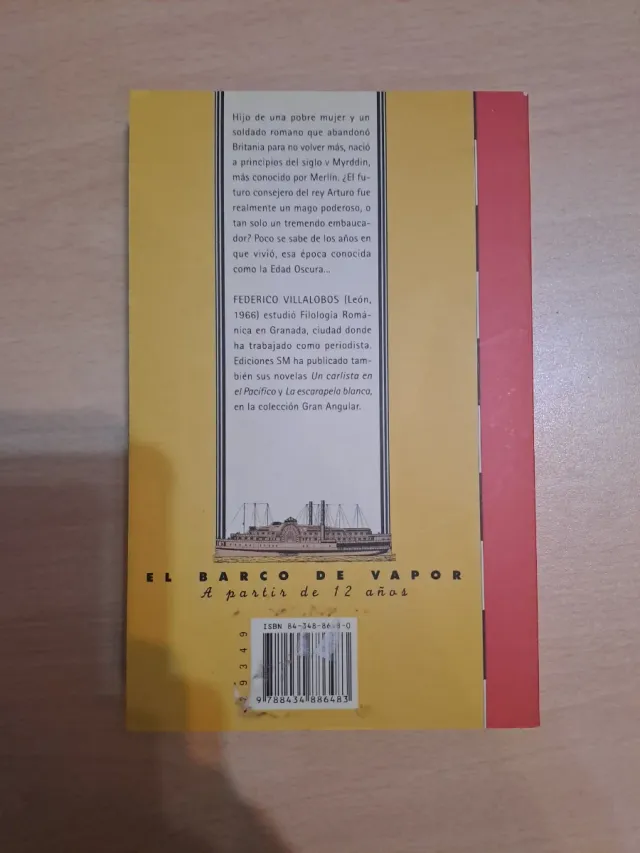 Hijo de una pobre mujer y un
soldado romano que abandonó
Britania para no volver más, nació
a principios del siglo V Myrddin,
más conocido por Merlín. ¿El fu-
turo consejero del rey Arturo fue
realmente un mago poderoso, o
tan solo un tremendo embauca-
dor? Poco se sabe de los años en
que vivió, esa época conocida
como la Edad Oscura...
FEDERICO VILLALOBOS (León,
1966) estudió Filología Romá-
nica en Granada, ciudad donde
ha trabajado como periodista.
Ediciones SM ha publicado tam-
bién sus novelas Un carlista en
el Pacífico y La escarapela blanca,
en la colección Gran Angular.
EL BARCO DE VAPOR
A partir de 12 años
ISBN 84-348-8648-0
9 788434 886483